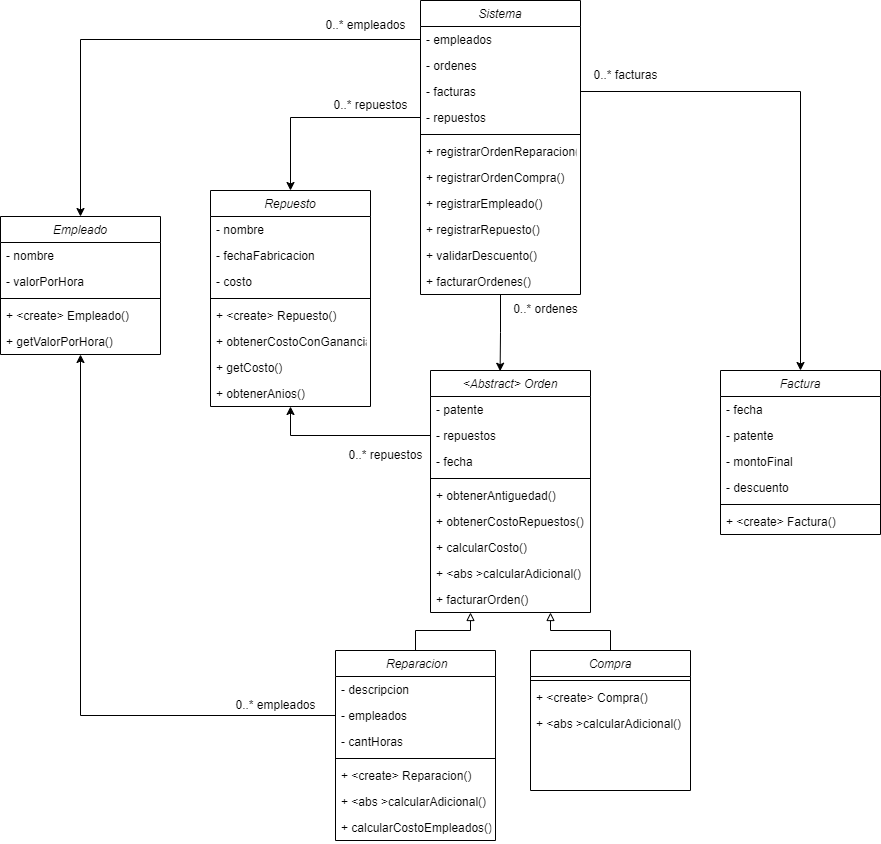 Sistema
- empleados
- ordenes
- facturas
- repuestos
+ registrarOrdenReparacion(
+ registrarOrdenCompra()
+ registrarEmpleado()
+ registrarRepuesto()
+ validarDescuento()
+ facturarOrdenes()
0..* empleados
0..* repuestos
0..* facturas
0..* ordenes
Empleado
- nombre
- valorPorHora
+ <create> Empleado()
+ getValorPorHora()
Repuesto
- nombre
- fechaFabricacion
- costo
+ <create> Repuesto()
+ obtenerCostoConGananci
+ getCosto()
+ obtenerAnios()
0..* repuestos
<Abstract> Orden
- patente
- repuestos
- fecha
+ obtenerAntiguedad()
+ obtenerCostoRepuestos()
+ calcularCosto()
+ <abs >calcularAdicional()
+ facturarOrden()
Factura
- fecha
- patente
- montoFinal
- descuento
+ <create> Factura()
0..* empleados
Reparacion
- descripcion
- empleados
- cantHoras
+ <create> Reparacion()
+ <abs >calcularAdicional()
+ calcularCostoEmpleados()
Compra
+ <create> Compra()
+ <abs >calcularAdicional()